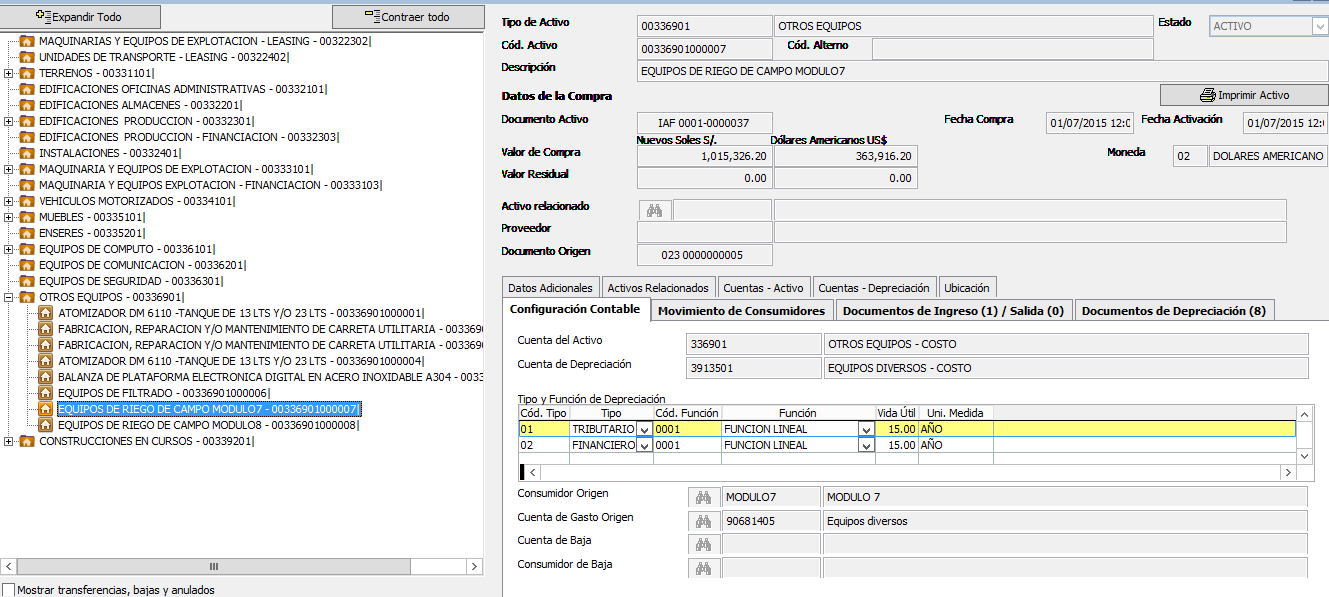 Expandir Todo
Contraer todo
MAQUINARIAS Y EQUIPOS DE EXPLOTACION - LEASING - 00322302|
UNIDADES DE TRANSPORTE - LEASING - 00322402|
TERRENOS - 00331101|
EDIFICACIONES OFICINAS ADMINISTRATIVAS - 00332101|
EDIFICACIONES ALMACENES - 00332201|
EDIFICACIONES  PRODUCCION - 00332301|
EDIFICACIONES  PRODUCCION - FINANCIACION - 00332303|
INSTALACIONES - 00332401|
MAQUINARIA Y EQUIPOS DE EXPLOTACION - 00333101|
MAQUINARIA Y EQUIPOS EXPLOTACION - FINANCIACION - 00333103|
VEHICULOS MOTORIZADOS - 00334101|
MUEBLES - 00335101|
ENSERES - 00335201|
EQUIPOS DE COMPUTO - 00336101|
EQUIPOS DE COMUNICACION - 00336201|
EQUIPOS DE SEGURIDAD - 00336301|
OTROS EQUIPOS - 00336901|
ATOMIZADOR DM 6110 -TANQUE DE 13 LTS Y/O 23 LTS - 00336901000001|
FABRICACION, REPARACION Y/O MANTENIMIENTO DE CARRETA UTILITARIA - 003369
FABRICACION, REPARACION Y/O MANTENIMIENTO DE CARRETA UTILITARIA - 003369
ATOMIZADOR DM 6110 -TANQUE DE 13 LTS Y/O 23 LTS - 00336901000004|
BALANZA DE PLATAFORMA ELECTRONICA DIGITAL EN ACERO INOXIDABLE A304 - 0033
EQUIPOS DE FILTRADO - 00336901000006|
EQUIPOS DE RIEGO DE CAMPO MODULO7 - 00336901000007|
EQUIPOS DE RIEGO DE CAMPO MODULO8 - 00336901000008|
CONSTRUCCIONES EN CURSOS - 00339201|
Mostrar transferencias, bajas y anulados
Tipo de Activo 00336901 OTROS EQUIPOS Estado ACTIVO
Cód. Activo 00336901000007 Cód. Alterno
Descripción EQUIPOS DE RIEGO DE CAMPO MODULO7
Datos de la Compra Imprimir Activo
Documento Activo IAF 0001-0000037 Fecha Compra 01/07/2015 12:0 Fecha Activación 01/07/2015 12:
Nuevos Soles S/. Dólares Americanos US$
Valor de Compra 1,015,326.20 363,916.20 Moneda 02 DOLARES AMERICANO
Valor Residual 0.00 0.00
Activo relacionado
Proveedor
Documento Origen 023 0000000005
Datos Adicionales Activos Relacionados Cuentas - Activo Cuentas - Depreciación Ubicación
Configuración Contable Movimiento de Consumidores Documentos de Ingreso (1) / Salida (0) Documentos de Depreciación (8)
Cuenta del Activo 336901 OTROS EQUIPOS - COSTO
Cuenta de Depreciación 3913501 EQUIPOS DIVERSOS - COSTO
Tipo y Función de Depreciación
Cód. Tipo Tipo Cód. Función Función Vida Útil Uni. Medida
01 TRIBUTARIO 0001 FUNCION LINEAL 15.00 AÑO
02 FINANCIERO 0001 FUNCION LINEAL 15.00 AÑO
Consumidor Origen MODULO7 MODULO 7
Cuenta de Gasto Origen 90681405 Equipos diversos
Cuenta de Baja
Consumidor de Baja